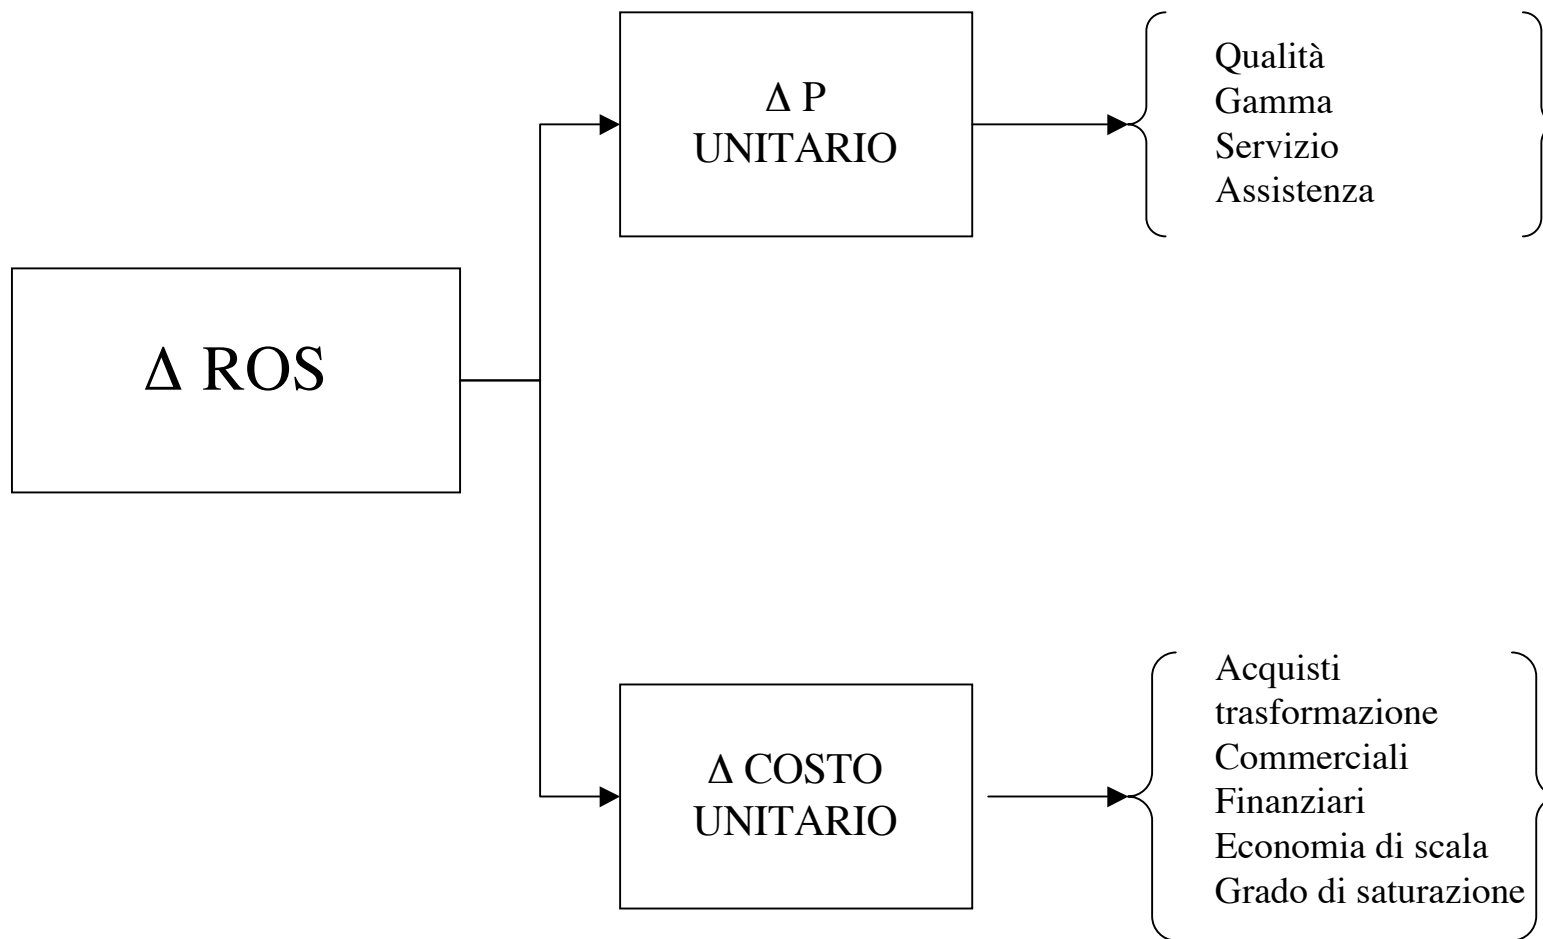 Δ ROS
Δ P
UNITARIO
Qualità
Gamma
Servizio
Assistenza
Δ COSTO
UNITARIO
Acquisti
trasformazione
Commerciali
Finanziari
Economia di scala
Grado di saturazione